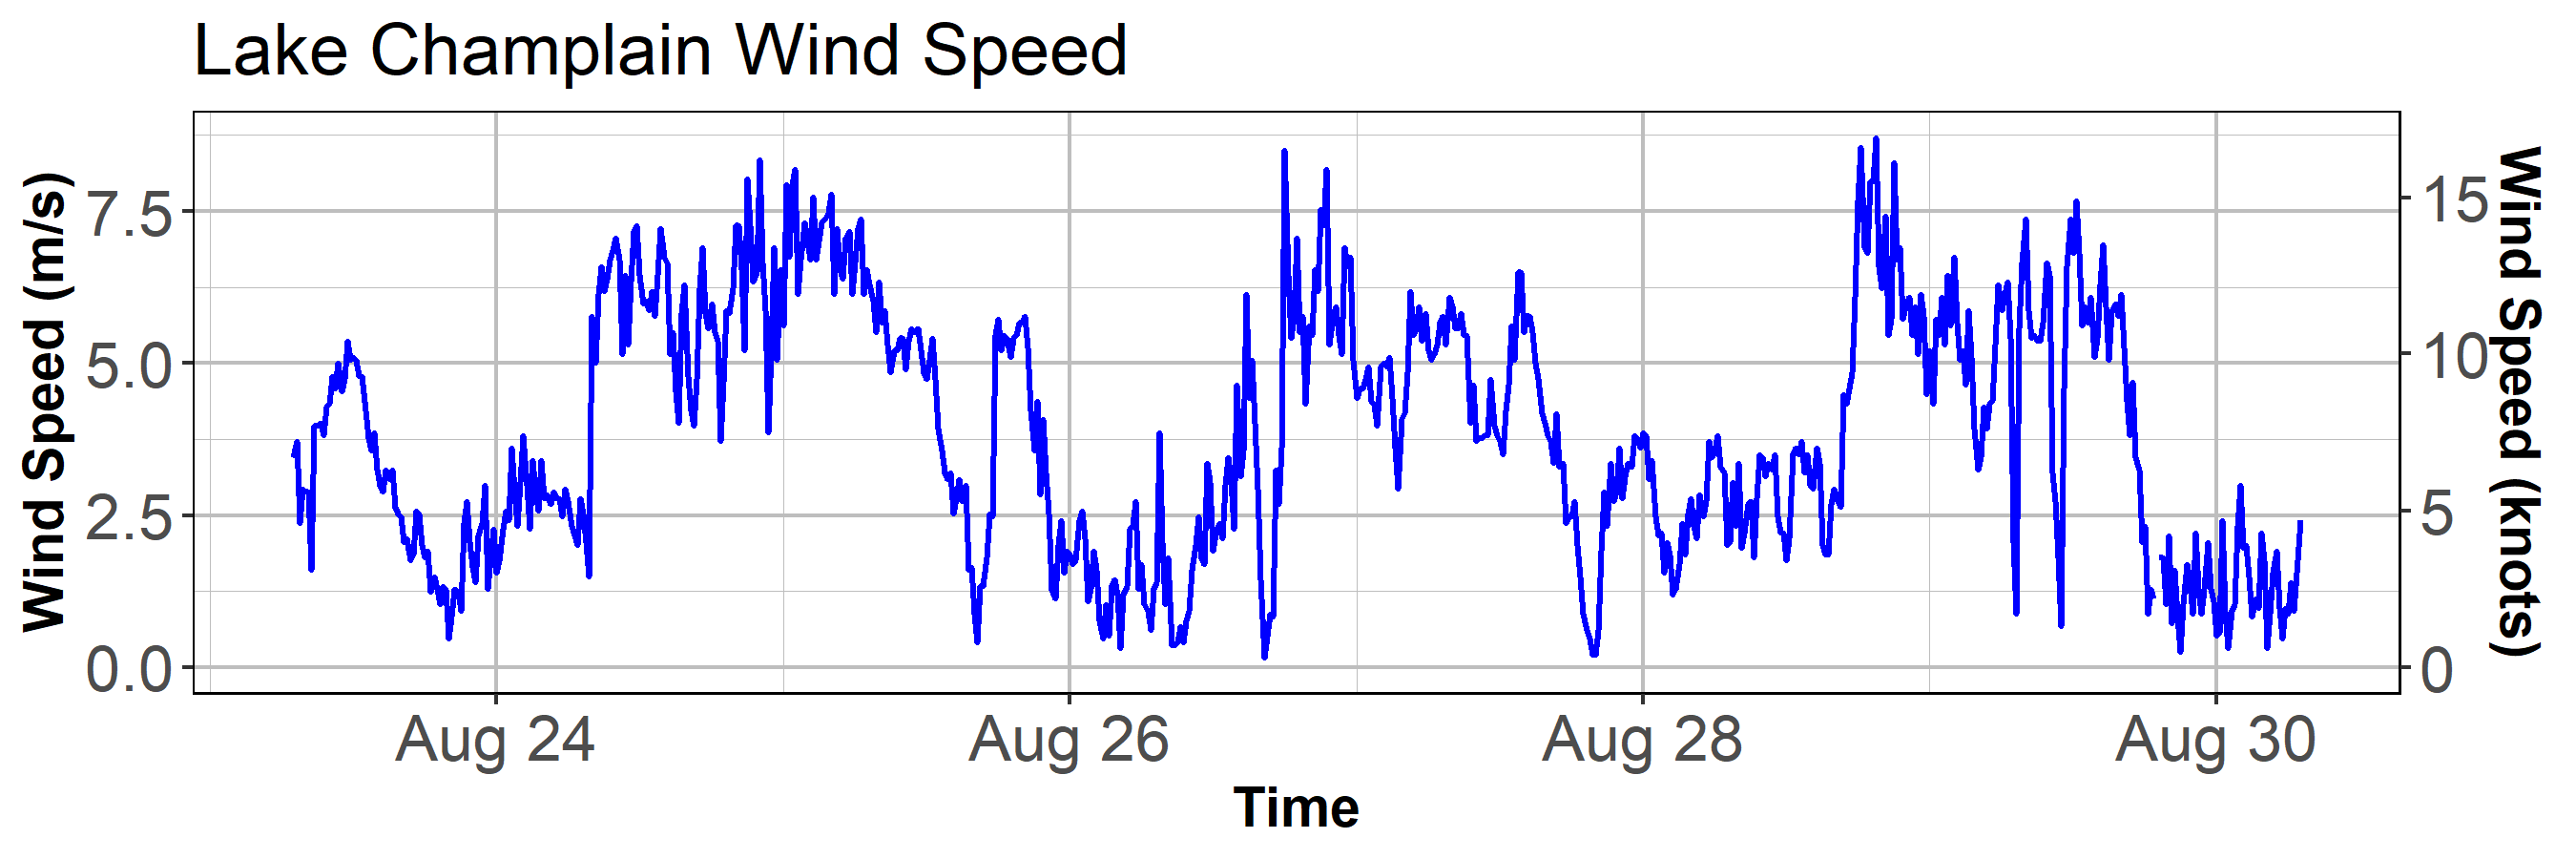 Lake Champlain Wind Speed
Wind Speed (m/s)
7.5
5.0
2.5
0.0
15
10
5
0
Wind Speed (knots)
Aug 24 Aug 26 Aug 28 Aug 30
Time